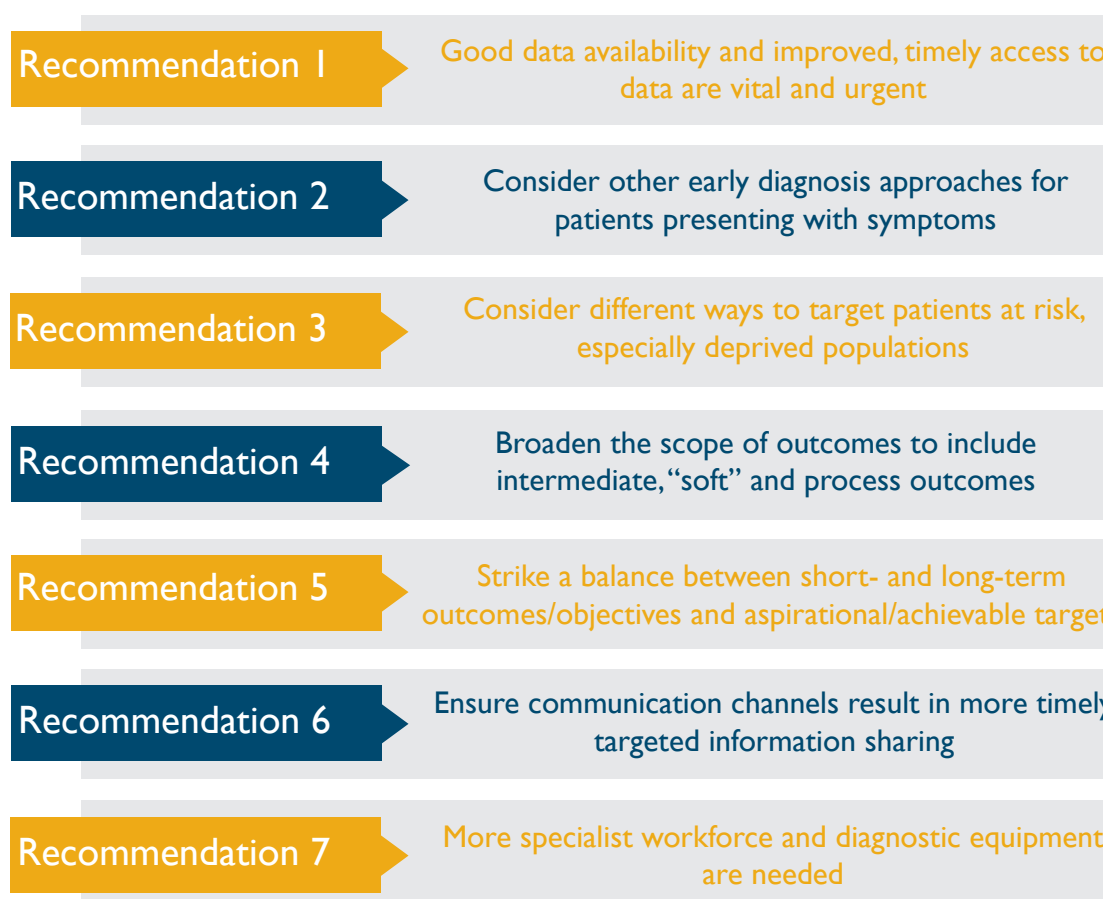 Recommendation 1
Good data availability and improved, timely access to
data are vital and urgent
Recommendation 2
Consider other early diagnosis approaches for
patients presenting with symptoms
Recommendation 3
Consider different ways to target patients at risk,
especially deprived populations
Recommendation 4
Broaden the scope of outcomes to include
intermediate, “soft” and process outcomes
Recommendation 5
Strike a balance between short- and long-term
outcomes/objectives and aspirational/achievable target
Recommendation 6
Ensure communication channels result in more timely
targeted information sharing
Recommendation 7
More specialist workforce and diagnostic equipment
are needed